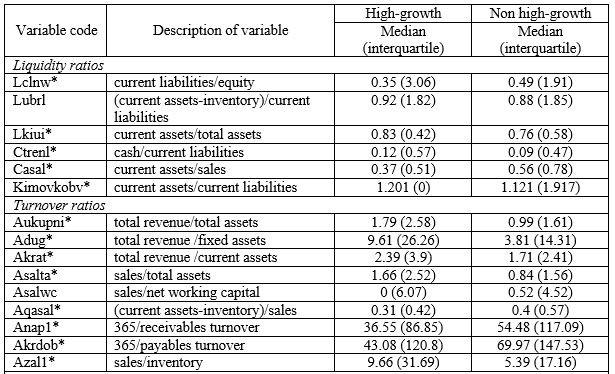 Variable code Description of variable High-growth Non high-growth
Median (interquartile) Median (interquartile)
Liquidity ratios
Lclnw* current liabilities/equity 0.35 (3.06) 0.49 (1.91)
Lubrl (current assets-inventory)/current liabilities 0.92 (1.82) 0.88 (1.85)
Lkiui* current assets/total assets 0.83 (0.42) 0.76 (0.58)
Ctrenl* cash/current liabilities 0.12 (0.57) 0.09 (0.47)
Casal* current assets/sales 0.37 (0.51) 0.56 (0.78)
Kimovkobv* current assets/current liabilities 1.201 (0) 1.121 (1.917)
Turnover ratios
Aukupni* total revenue/total assets 1.79 (2.58) 0.99 (1.61)
Adug* total revenue /fixed assets 9.61 (26.26) 3.81 (14.31)
Akrat* total revenue /current assets 2.39 (3.9) 1.71 (2.41)
Asalta* sales/total assets 1.66 (2.52) 0.84 (1.56)
Asalwc sales/net working capital 0 (6.07) 0.52 (4.52)
Aqasal* (current assets-inventory)/sales 0.31 (0.42) 0.4 (0.57)
Anap1* 365/receivables turnover 36.55 (86.85) 54.48 (117.09)
Akrdob* 365/payables turnover 43.08 (120.8) 69.97 (147.53)
Azal1* sales/inventory 9.66 (31.69) 5.39 (17.16)